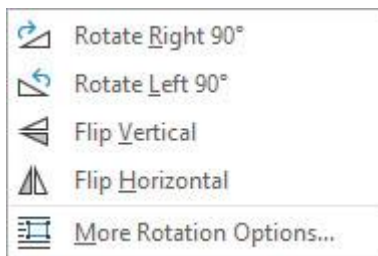 Rotate Right 90°
Rotate Left 90°
Flip Vertical
Flip Horizontal
More Rotation Options...